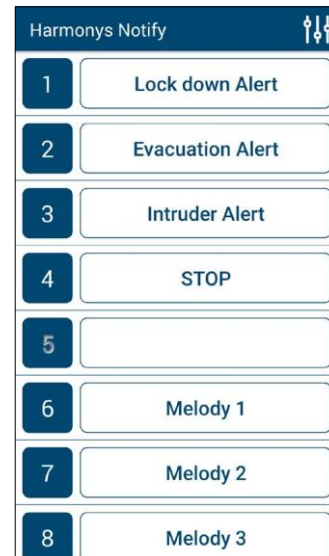 Harmonys Notify
1 Lock down Alert
2 Evacuation Alert
3 Intruder Alert
4 STOP
5
6 Melody 1
7 Melody 2
8 Melody 3